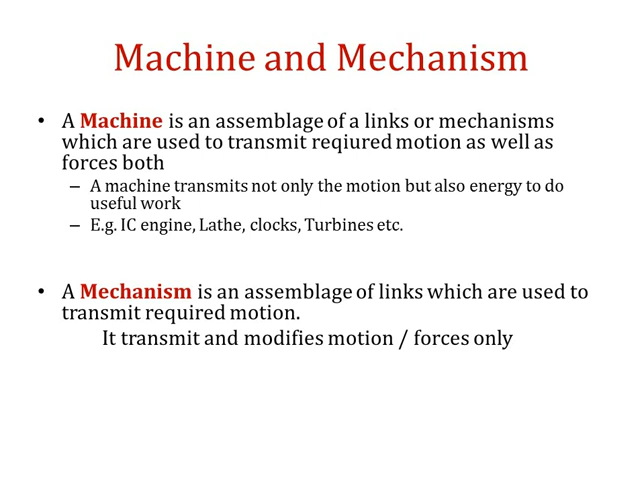 Machine and Mechanism
• A Machine is an assemblage of a links or mechanisms
which are used to transmit reqiured motion as well as
forces both
– A machine transmits not only the motion but also energy to do
useful work
– E.g. IC engine, Lathe, clocks, Turbines etc.
• A Mechanism is an assemblage of links which are used to
transmit required motion.
It transmit and modifies motion / forces only